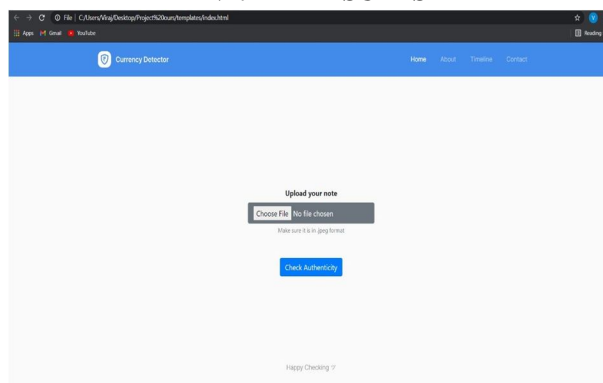 File | C:/Users/Viraj/Desktop/Project%20ours/templates/index.html
V
Apps Gmail YouTube Reading
Currency Detector Home About Timeline Contact
Upload your note
Choose File No file chosen
Make sure it is in .jpeg format
Check Authenticity
Happy Checking